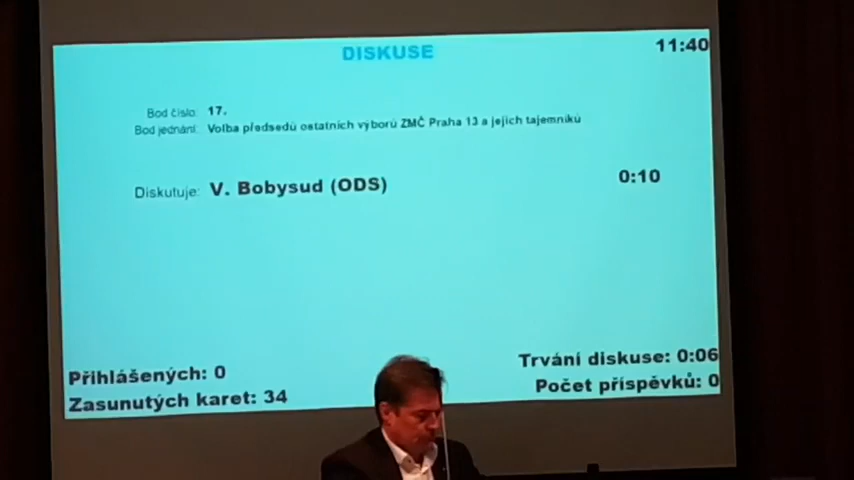 DISKUSE
11:40
Bod číslo: 17.
Bod jednání: Volba předsedů ostatních výborů ZMČ Praha 13 a jejich tajemníků
Diskutuje: V. Bobysud (ODS) 0:10
Přihlášených: 0
Trvání diskuse: 0:06
Zasunutých karet: 34
Počet příspěvků: 0